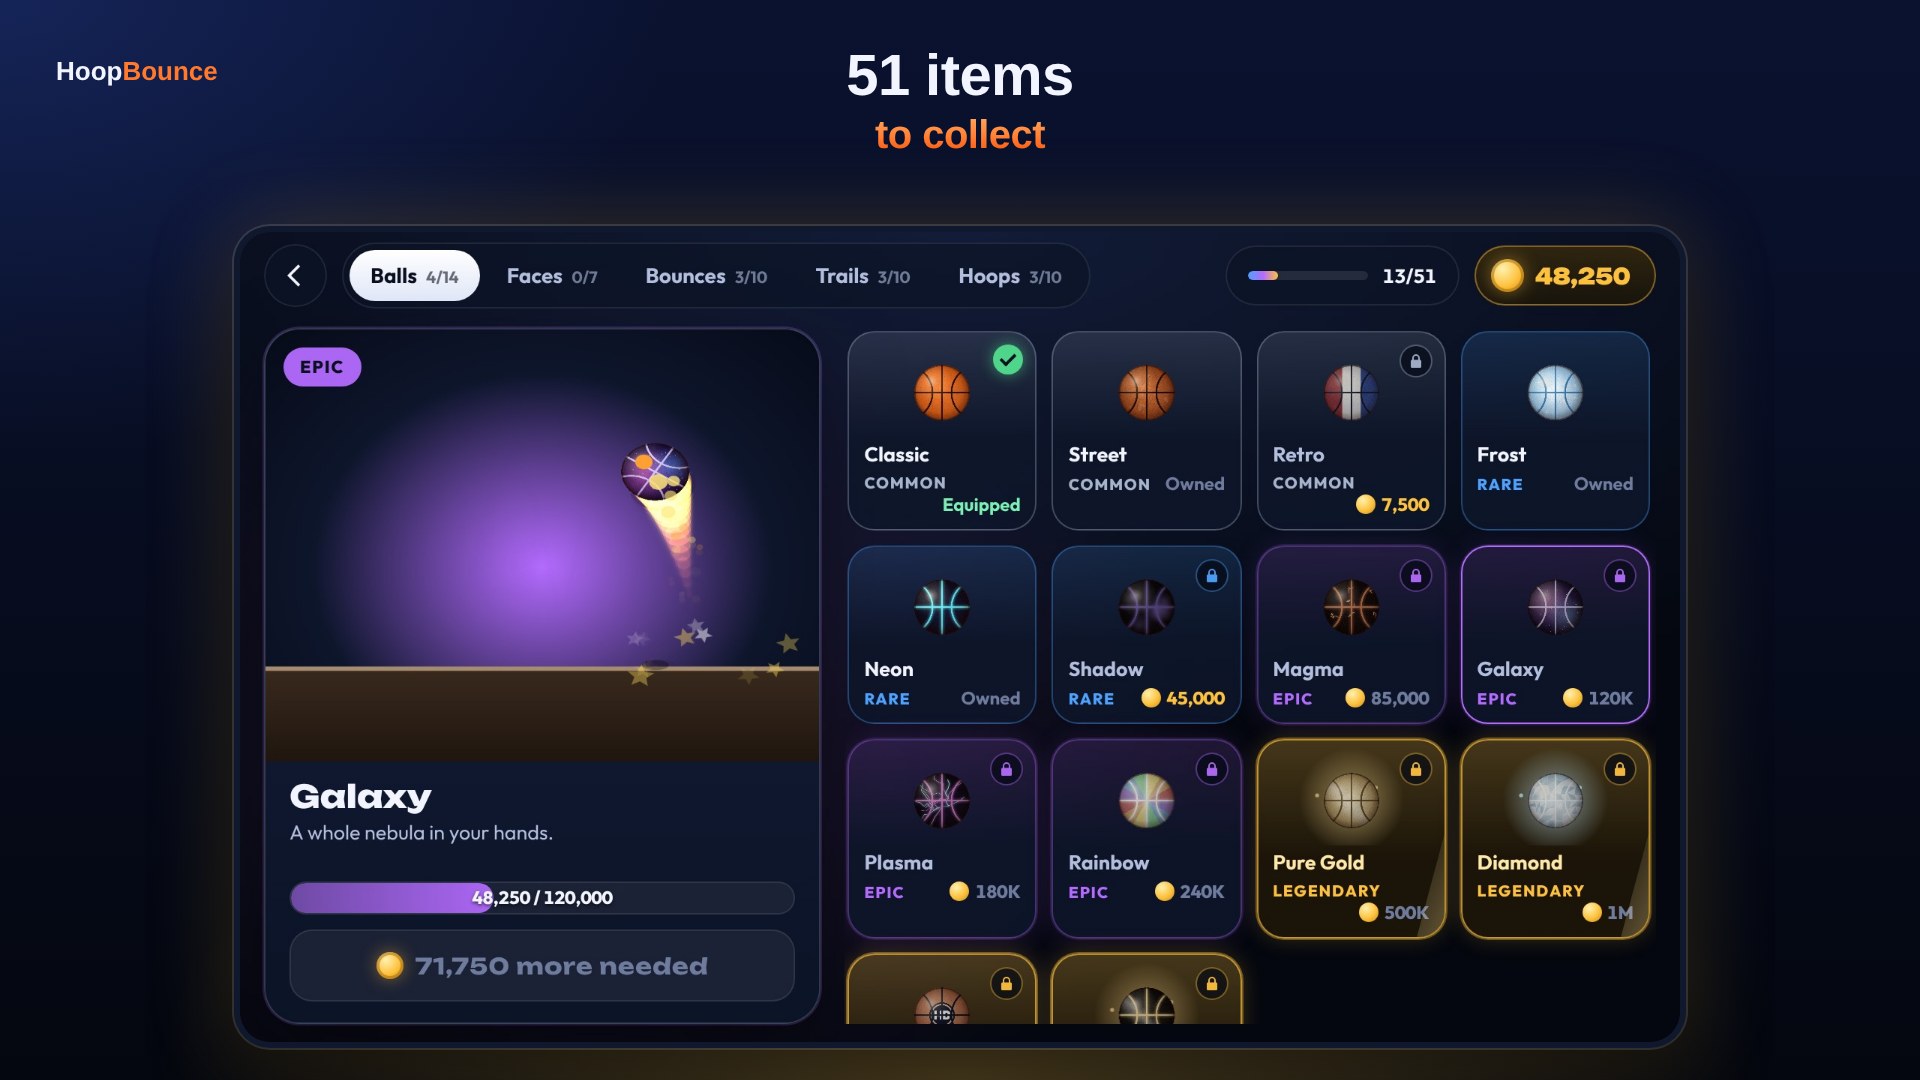 HoopBounce
51 items
to collect
Balls 4/14
Faces 0/7
Bounces 3/10
Trails 3/10
Hoops 3/10
13/51
48,250
EPIC
Galaxy
A whole nebula in your hands.
48,250 / 120,000
71,750 more needed
Classic
COMMON
Equipped
Street
COMMON Owned
Retro
COMMON
7,500
Frost
RARE Owned
Neon
RARE Owned
Shadow
RARE 45,000
Magma
EPIC 85,000
Galaxy
EPIC 120K
Plasma
EPIC 180K
Rainbow
EPIC 240K
Pure Gold
LEGENDARY
500K
Diamond
LEGENDARY
1M
HB